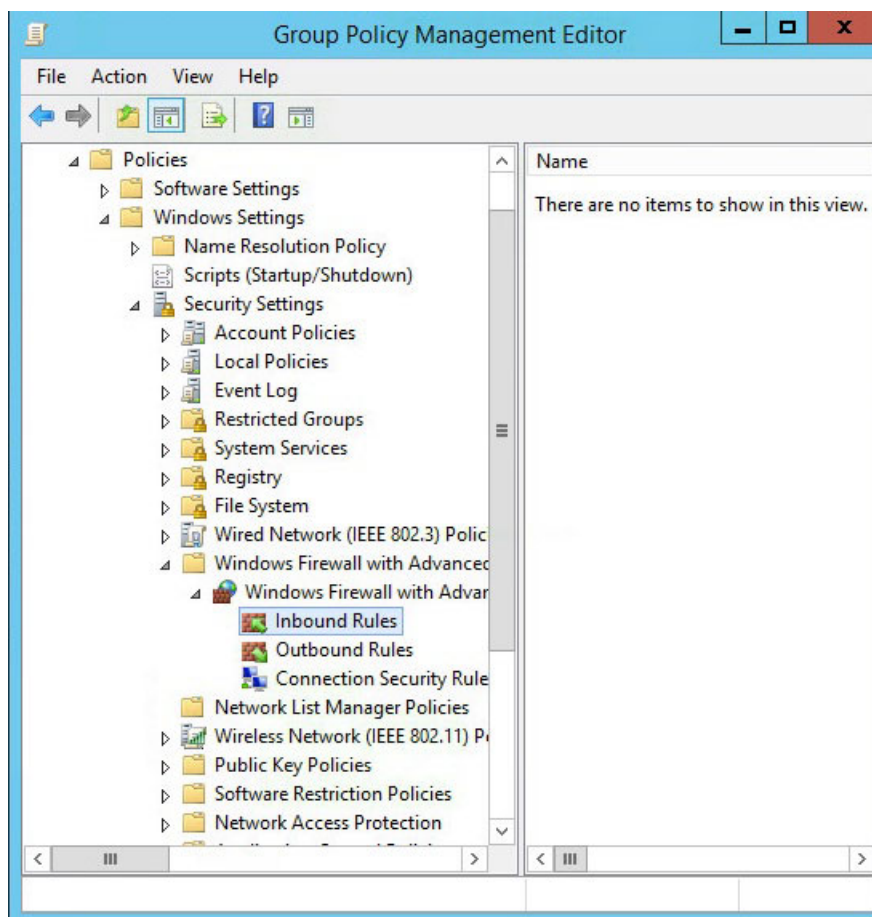 Group Policy Management Editor
File Action View Help
Policies
Software Settings
Windows Settings
Name Resolution Policy
Scripts (Startup/Shutdown)
Security Settings
Account Policies
Local Policies
Event Log
Restricted Groups
System Services
Registry
File System
Wired Network (IEEE 802.3) Polic
Windows Firewall with Advanced
Windows Firewall with Advan
Inbound Rules
Outbound Rules
Connection Security Rule
Network List Manager Policies
Wireless Network (IEEE 802.11) P
Public Key Policies
Software Restriction Policies
Network Access Protection
Name
There are no items to show in this view.